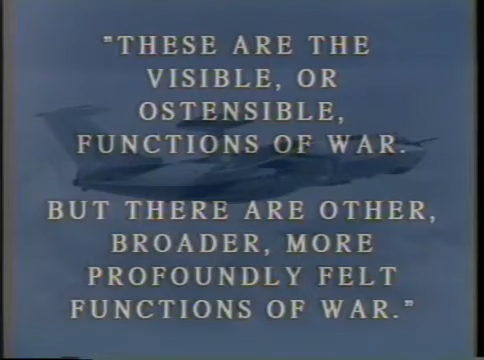 "THESE ARE THE
VISIBLE, OR
OSTENSIBLE,
FUNCTIONS OF WAR.
BUT THERE ARE OTHER,
BROADER, MORE
PROFOUNDLY FELT
FUNCTIONS OF WAR."